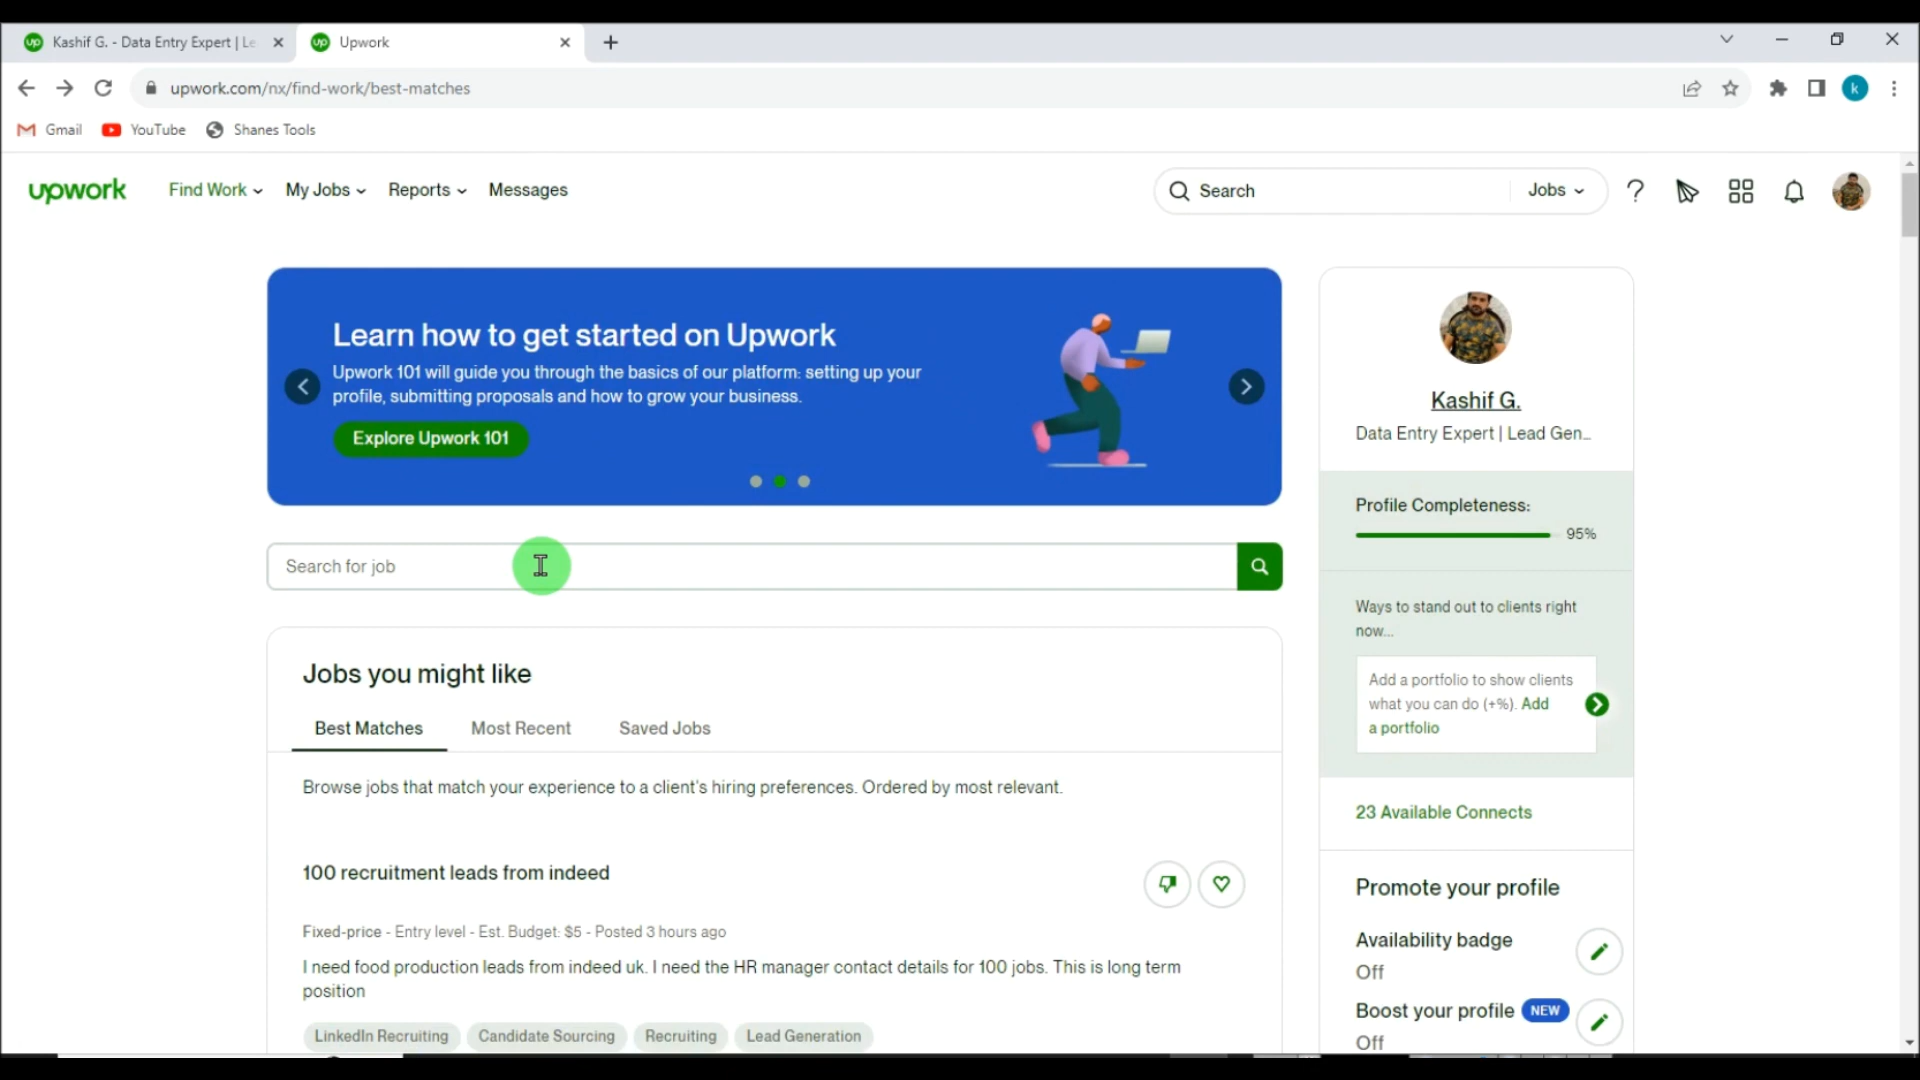 Kashif G. - Data Entry Expert | Le
Upwork
upwork.com/nx/find-work/best-matches
k
Gmail
YouTube
Shanes Tools
upwork
Find Work
My Jobs
Reports
Messages
Search
Jobs
Learn how to get started on Upwork
Upwork 101 will guide you through the basics of our platform: setting up your
profile, submitting proposals and how to grow your business.
Explore Upwork 101
Search for job
Jobs you might like
Best Matches
Most Recent
Saved Jobs
Browse jobs that match your experience to a client's hiring preferences. Ordered by most relevant.
100 recruitment leads from indeed
Fixed-price - Entry level - Est. Budget: $5 - Posted 3 hours ago
I need food production leads from indeed uk. I need the HR manager contact details for 100 jobs. This is long term
position
LinkedIn Recruiting
Candidate Sourcing
Recruiting
Lead Generation
Kashif G.
Data Entry Expert | Lead Gen...
Profile Completeness:
95%
Ways to stand out to clients right
now...
Add a portfolio to show clients
what you can do (+%). Add
a portfolio
23 Available Connects
Promote your profile
Availability badge
Off
Boost your profile NEW
Off